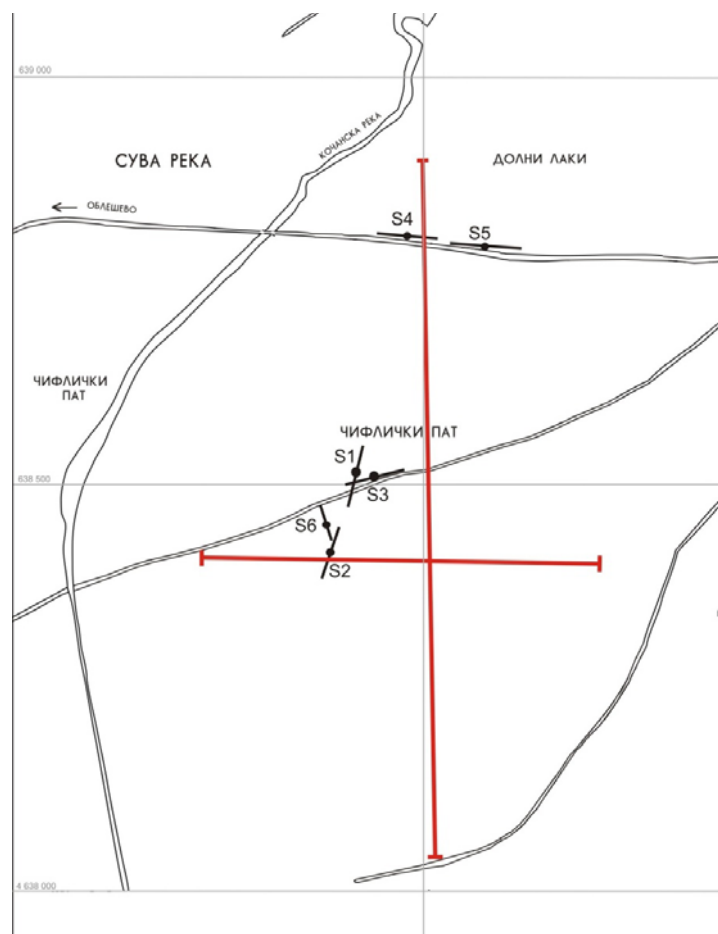 639 000
КОЧАНСКА РЕКА
СУВА РЕКА
ДОЛНИ ЛАКИ
ОБЛЕШЕВО
S4
S5
ЧИФЛИЧКИ
ПАТ
ЧИФЛИЧКИ ПАТ
S1
638 500
S3
S6
S2
4 638 000